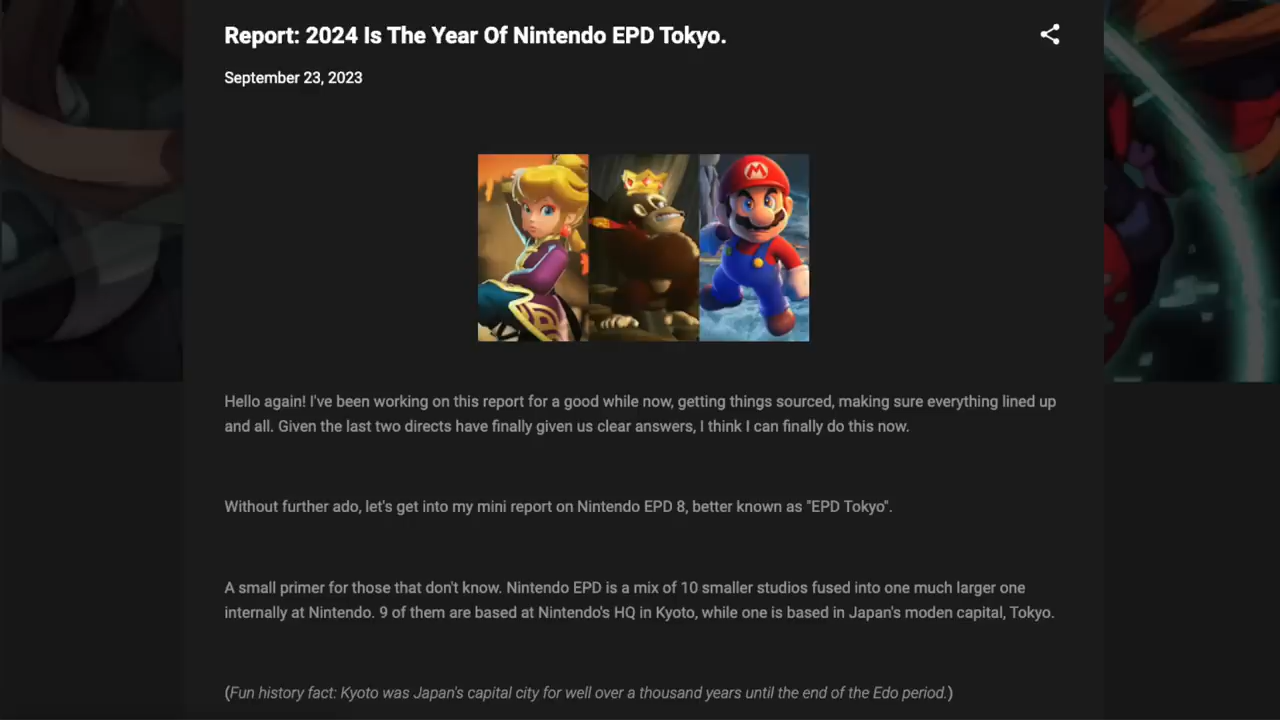 Report: 2024 Is The Year Of Nintendo EPD Tokyo.
September 23, 2023
Hello again! I've been working on this report for a good while now, getting things sourced, making sure everything lined up
and all. Given the last two directs have finally given us clear answers, I think I can finally do this now.
Without further ado, let's get into my mini report on Nintendo EPD 8, better known as "EPD Tokyo".
A small primer for those that don't know. Nintendo EPD is a mix of 10 smaller studios fused into one much larger one
internally at Nintendo. 9 of them are based at Nintendo's HQ in Kyoto, while one is based in Japan's moden capital, Tokyo.
(Fun history fact: Kyoto was Japan's capital city for well over a thousand years until the end of the Edo period.)